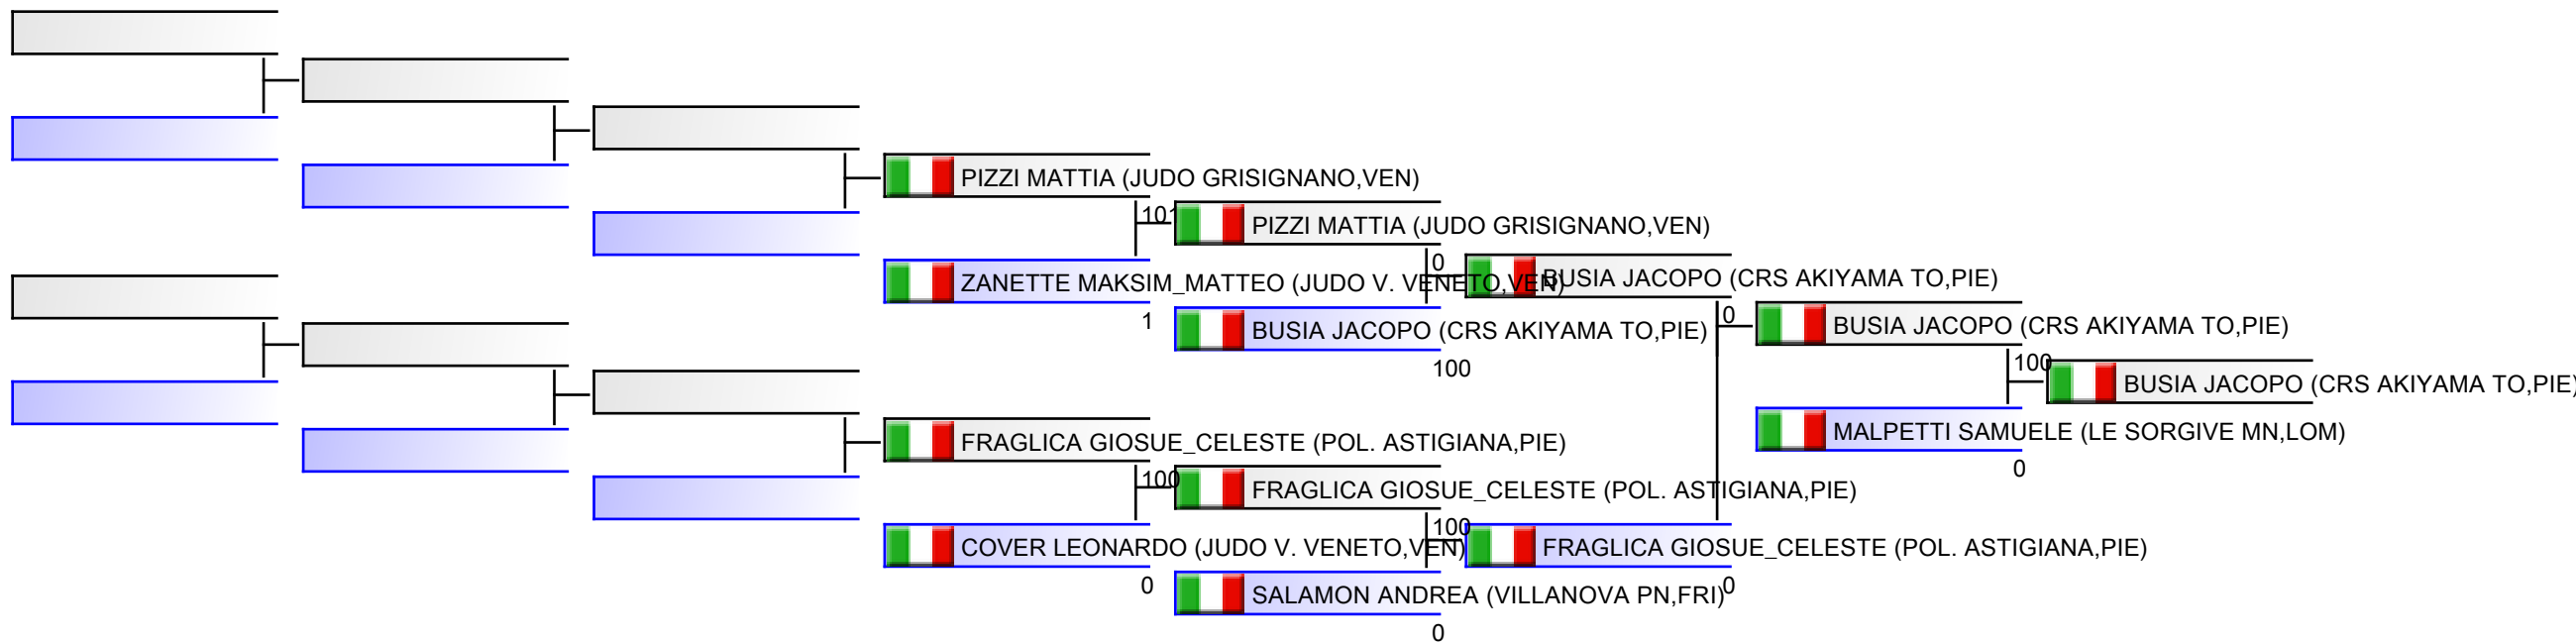 PIZZI MATTIA (JUDO GRISIGNANO,VEN)
101
PIZZI MATTIA (JUDO GRISIGNANO,VEN)
0
BUSIA JACOPO (CRS AKIYAMA TO,PIE)
ZANETTE MAKSIM_MATTEO (JUDO V. VENETO,VEN)
1
0
BUSIA JACOPO (CRS AKIYAMA TO,PIE)
BUSIA JACOPO (CRS AKIYAMA TO,PIE)
100
100
BUSIA JACOPO (CRS AKIYAMA TO,PIE)
MALPETTI SAMUELE (LE SORGIVE MN,LOM)
0
FRAGLICA GIOSUE_CELESTE (POL. ASTIGIANA,PIE)
100
FRAGLICA GIOSUE_CELESTE (POL. ASTIGIANA,PIE)
100
COVER LEONARDO (JUDO V. VENETO,VEN)
0
FRAGLICA GIOSUE_CELESTE (POL. ASTIGIANA,PIE)
0
SALAMON ANDREA (VILLANOVA PN,FRI)
0